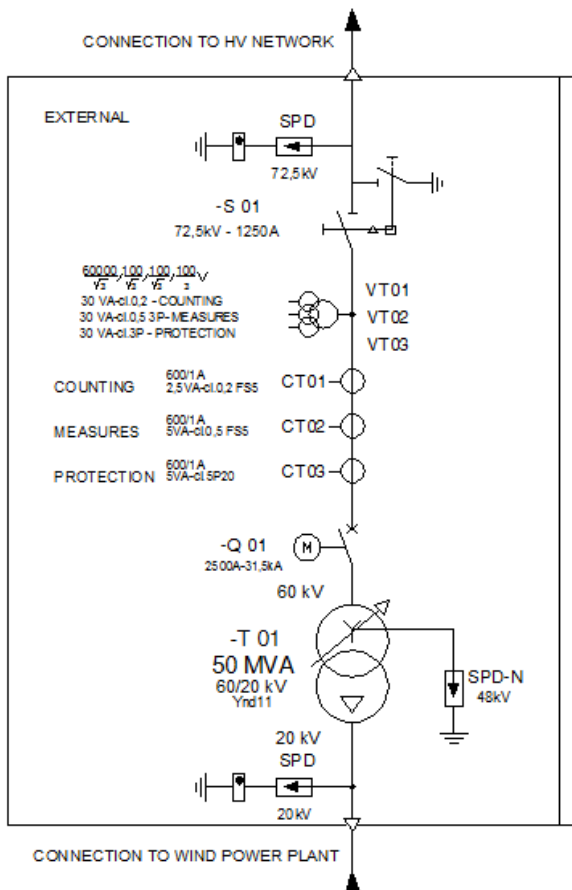 CONNECTION TO HV NETWORK
EXTERNAL
SPD
72,5kV
-S 01
72,5kV - 1250A
60000/√3 / 100/√3 / 100/√3 / 100/3 V
30 VA-cl.0,2 - COUNTING
30 VA-cl.0,5 3P- MEASURES
30 VA-cl.3P - PROTECTION
VT01
VT02
VT03
COUNTING
600/1A
2,5VA-cl.0,2 FS5
CT01
MEASURES
600/1A
5VA-cl.0,5 FS5
CT02
PROTECTION
600/1A
5VA-cl.5P20
CT03
-Q 01
2500A-31,5kA
M
60 kV
-T 01
50 MVA
60/20 kV
Ynd11
SPD-N
48kV
20 kV
SPD
20kV
CONNECTION TO WIND POWER PLANT